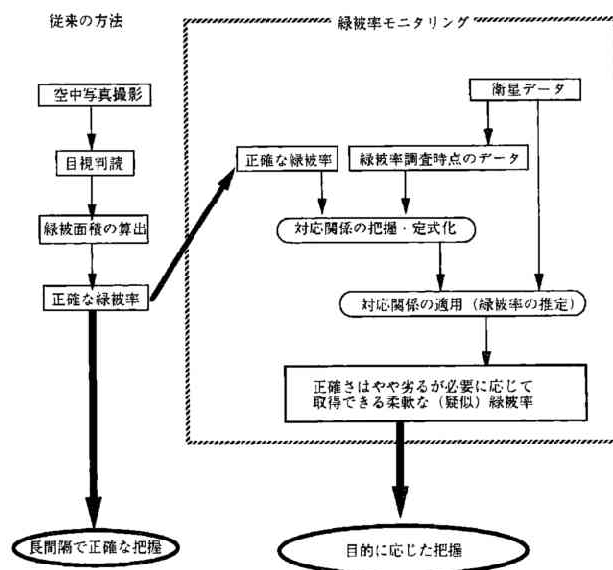 従来の方法
緑被率モニタリング
空中写真撮影
目視判読
緑被面積の算出
正確な緑被率
長間隔で正確な把握
衛星データ
正確な緑被率
緑被率調査時点のデータ
対応関係の把握・定式化
対応関係の適用(緑被率の推定)
正確さはやや劣るが必要に応じて
取得できる柔軟な(疑似)緑被率
目的に応じた把握